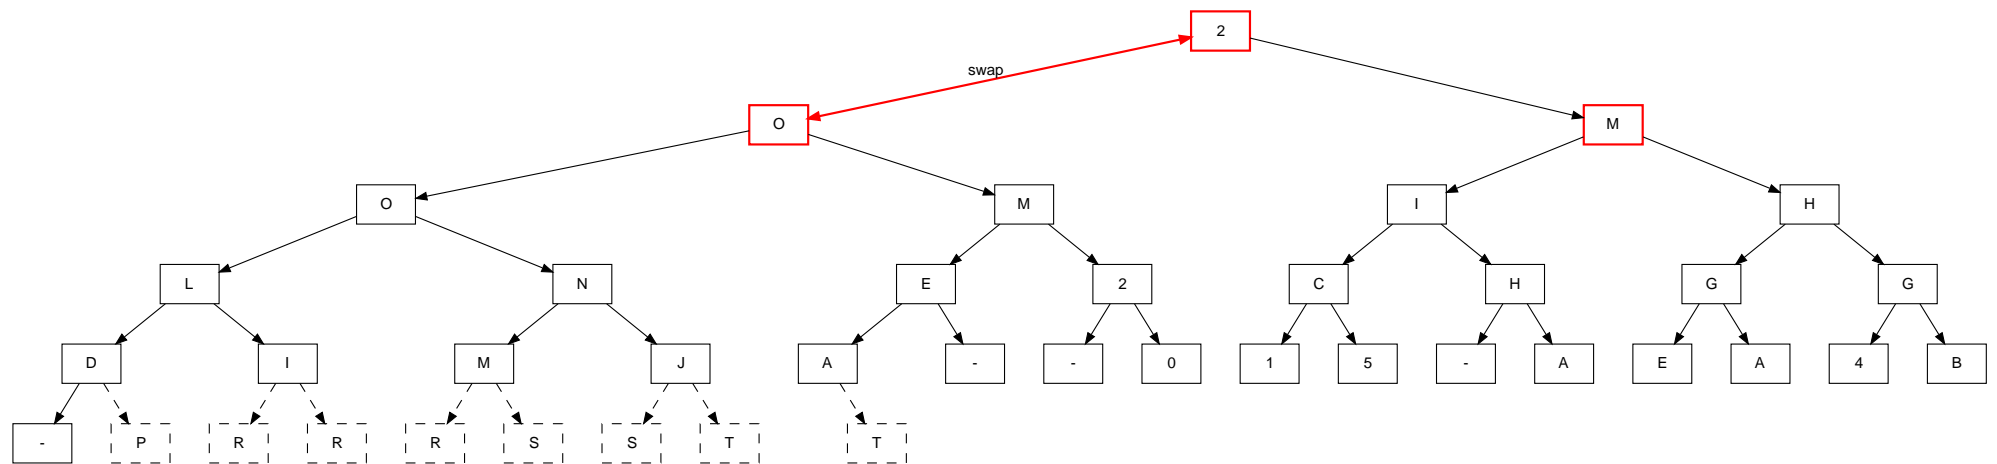 2
swap
O M
O M I H
L N E 2 C H G G
D I M J A - - 0 1 5 - A E A 4 B
- P R R R S S T T